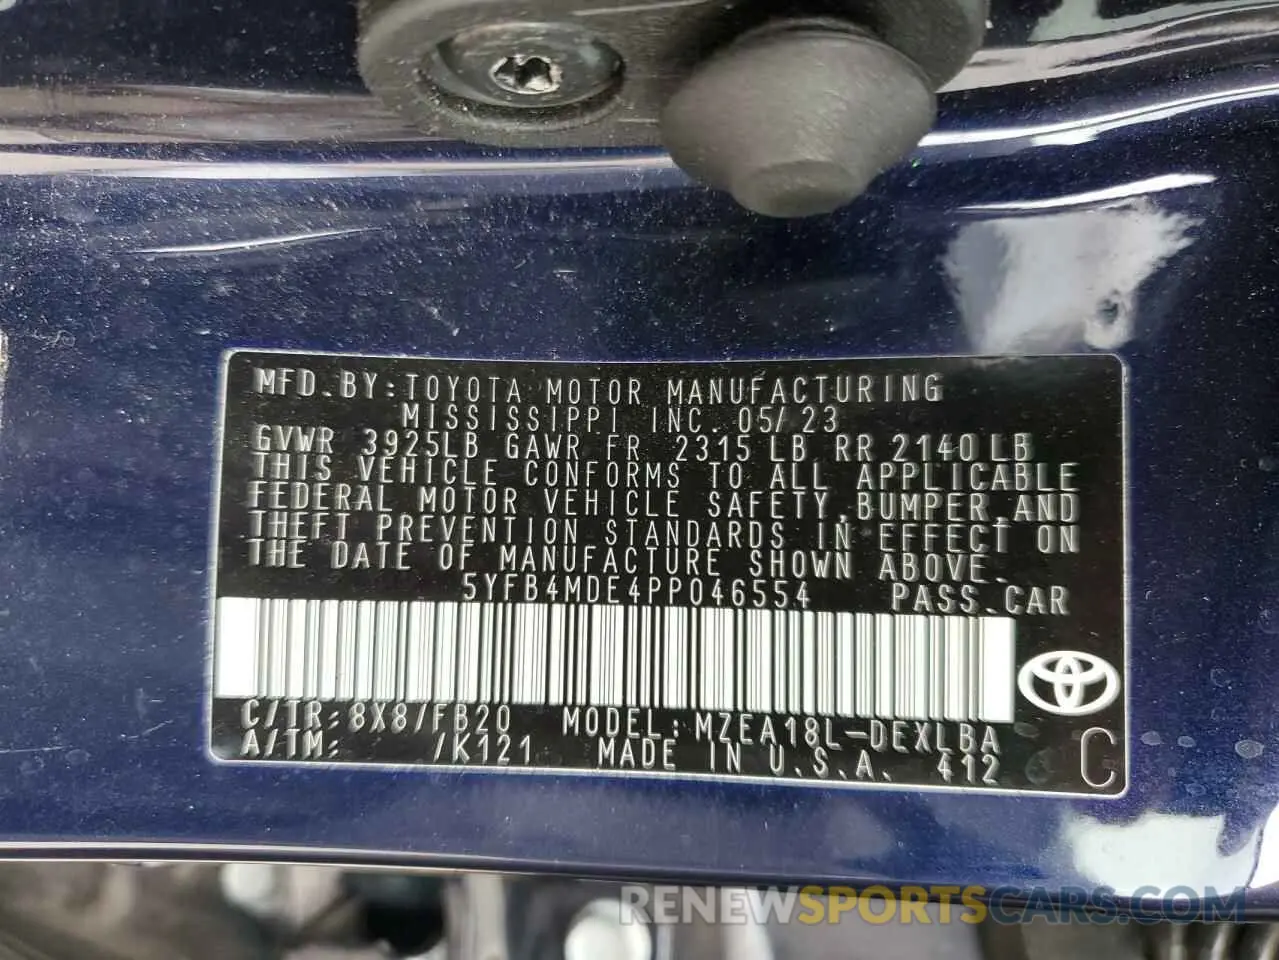 MFD.BY:TOYOTA MOTOR MANUFACTURING
MISSISSIPPI INC. 05/23
GVWR 3925LB GAWR FR 2315 LB RR 2140 LB
THIS VEHICLE CONFORMS TO ALL APPLICABLE
FEDERAL MOTOR VEHICLE SAFETY,BUMPER,AND
THEFT PREVENTION STANDARDS IN EFFECT ON
THE DATE OF MANUFACTURE SHOWN ABOVE.
5YFB4MDE4PP046554 PASS.CAR
C/TR:8X8/FB20 MODEL:MZEA18L-DEXLBA
A/TM: /K121 MADE IN U.S.A. 412 C
RENEWSPORTSCARS.COM